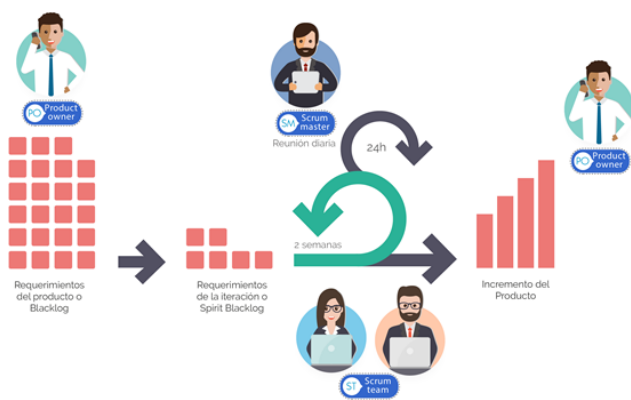 PO Product
owner
SM Scrum
master
Reunión diaria
24h
PO Product
owner
2 semanas
Requerimientos
del producto o
Blacklog
Requerimientos
de la iteración o
Spirit Blacklog
Incremento del
Producto
ST Scrum
team